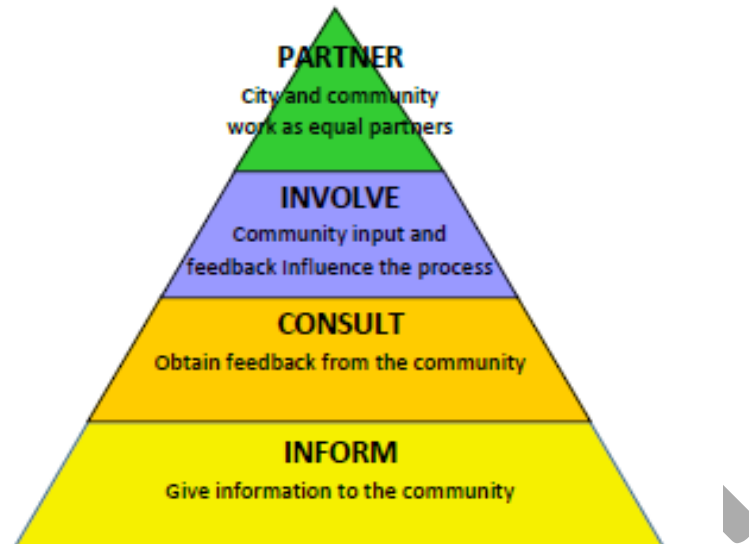 PARTNER
City and community
work as equal partners
INVOLVE
Community input and
feedback Influence the process
CONSULT
Obtain feedback from the community
INFORM
Give information to the community